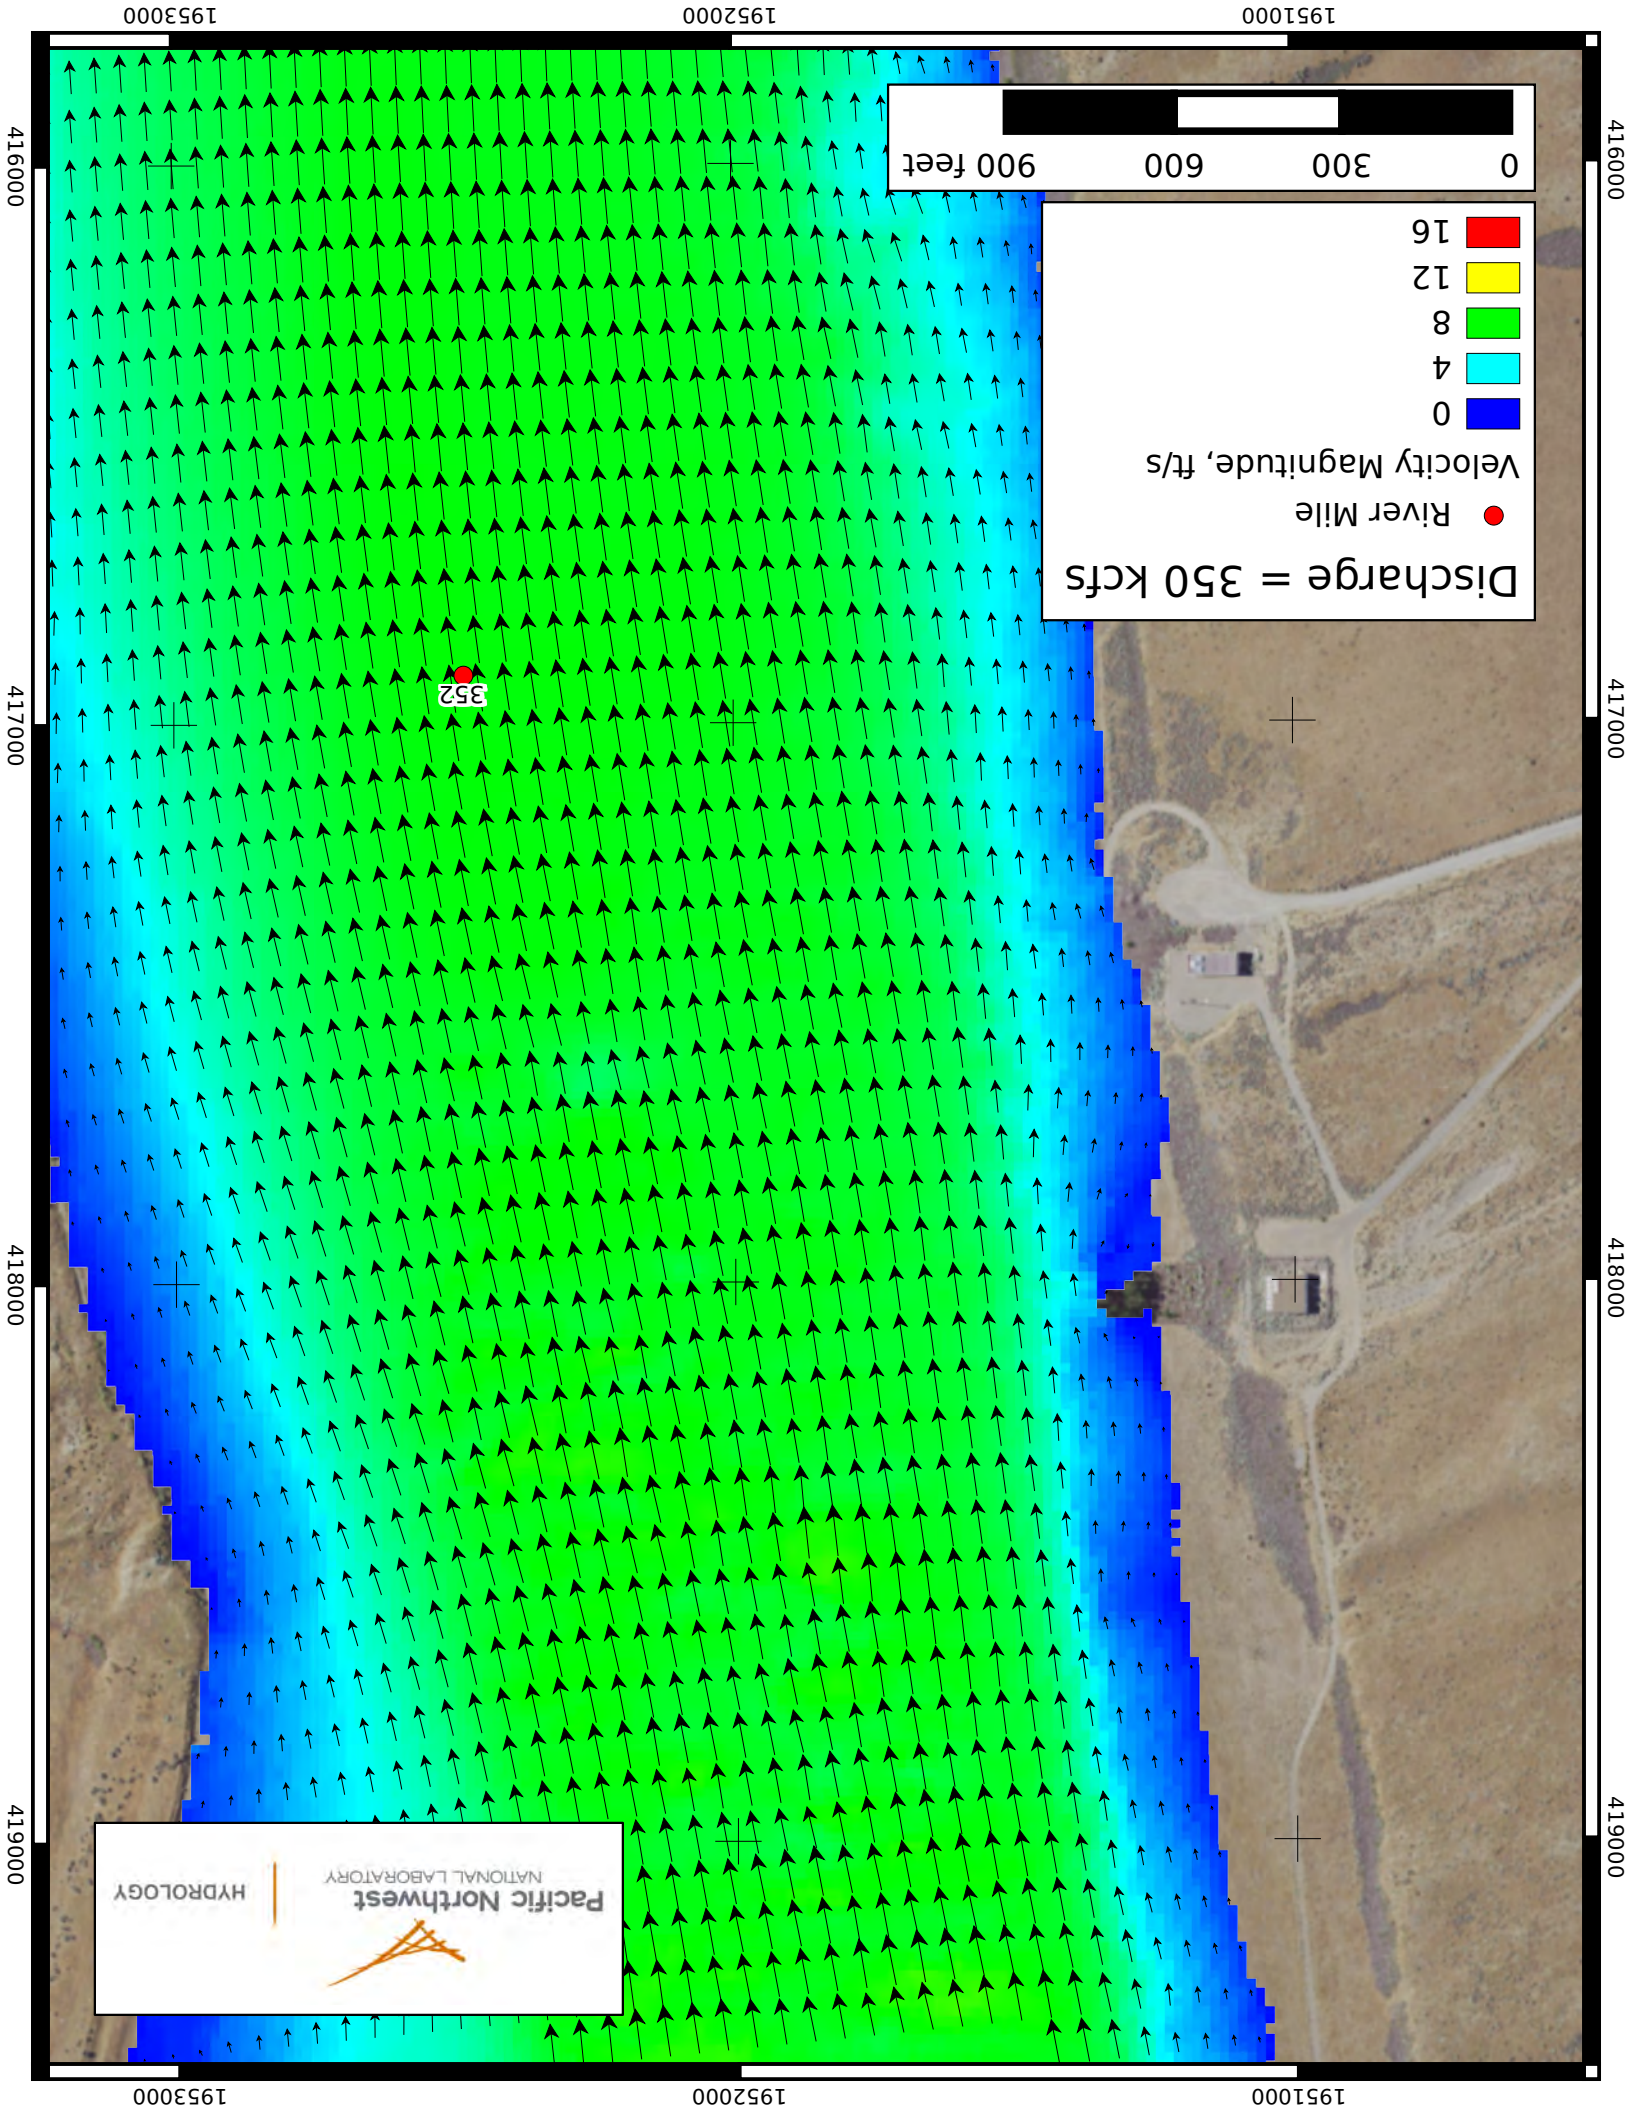 1951000
1952000
1953000
419000
419000
Pacific Northwest
NATIONAL LABORATORY
HYDROLOGY
418000
418000
417000
417000
352
Discharge = 350 kcfs
River Mile
Velocity Magnitude, ft/s
0
4
8
12
16
0 300 600 900 feet
416000
416000
1951000
1952000
1953000